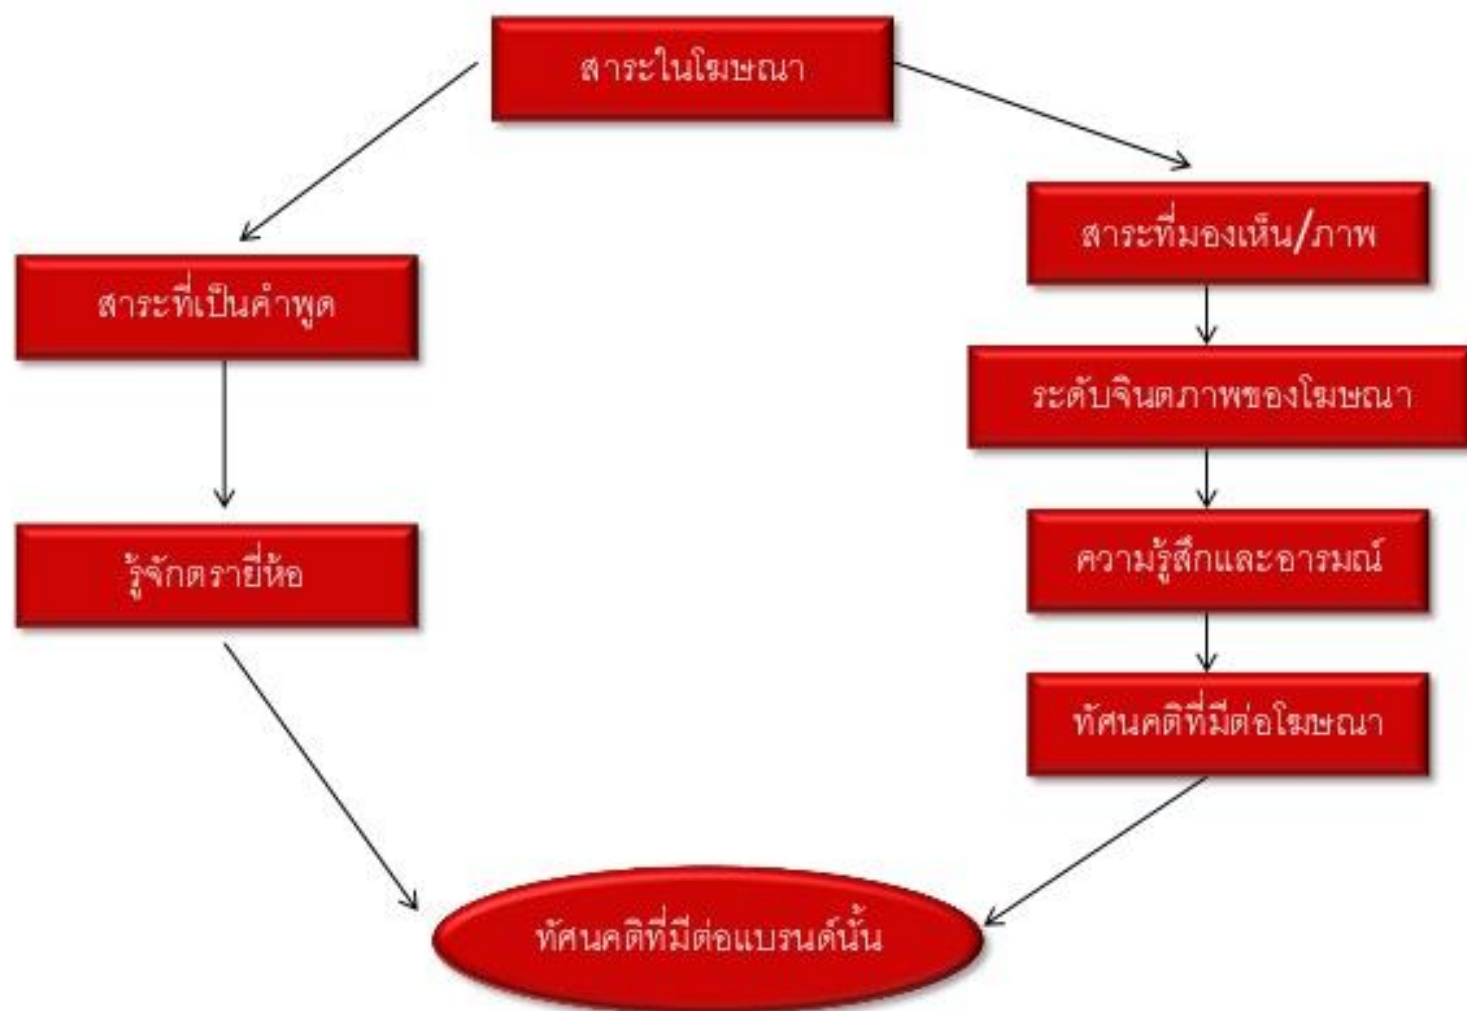 สาระในโฆษณา
สาระที่มองเห็น/ภาพ
สาระที่เป็นคำพูด
ระดับจินตภาพของโฆษณา
รู้จักตรายี่ห้อ
ความรู้สึกและอารมณ์
ทัศนคติที่มีต่อโฆษณา
ทัศนคติที่มีต่อแบรนด์นั้น